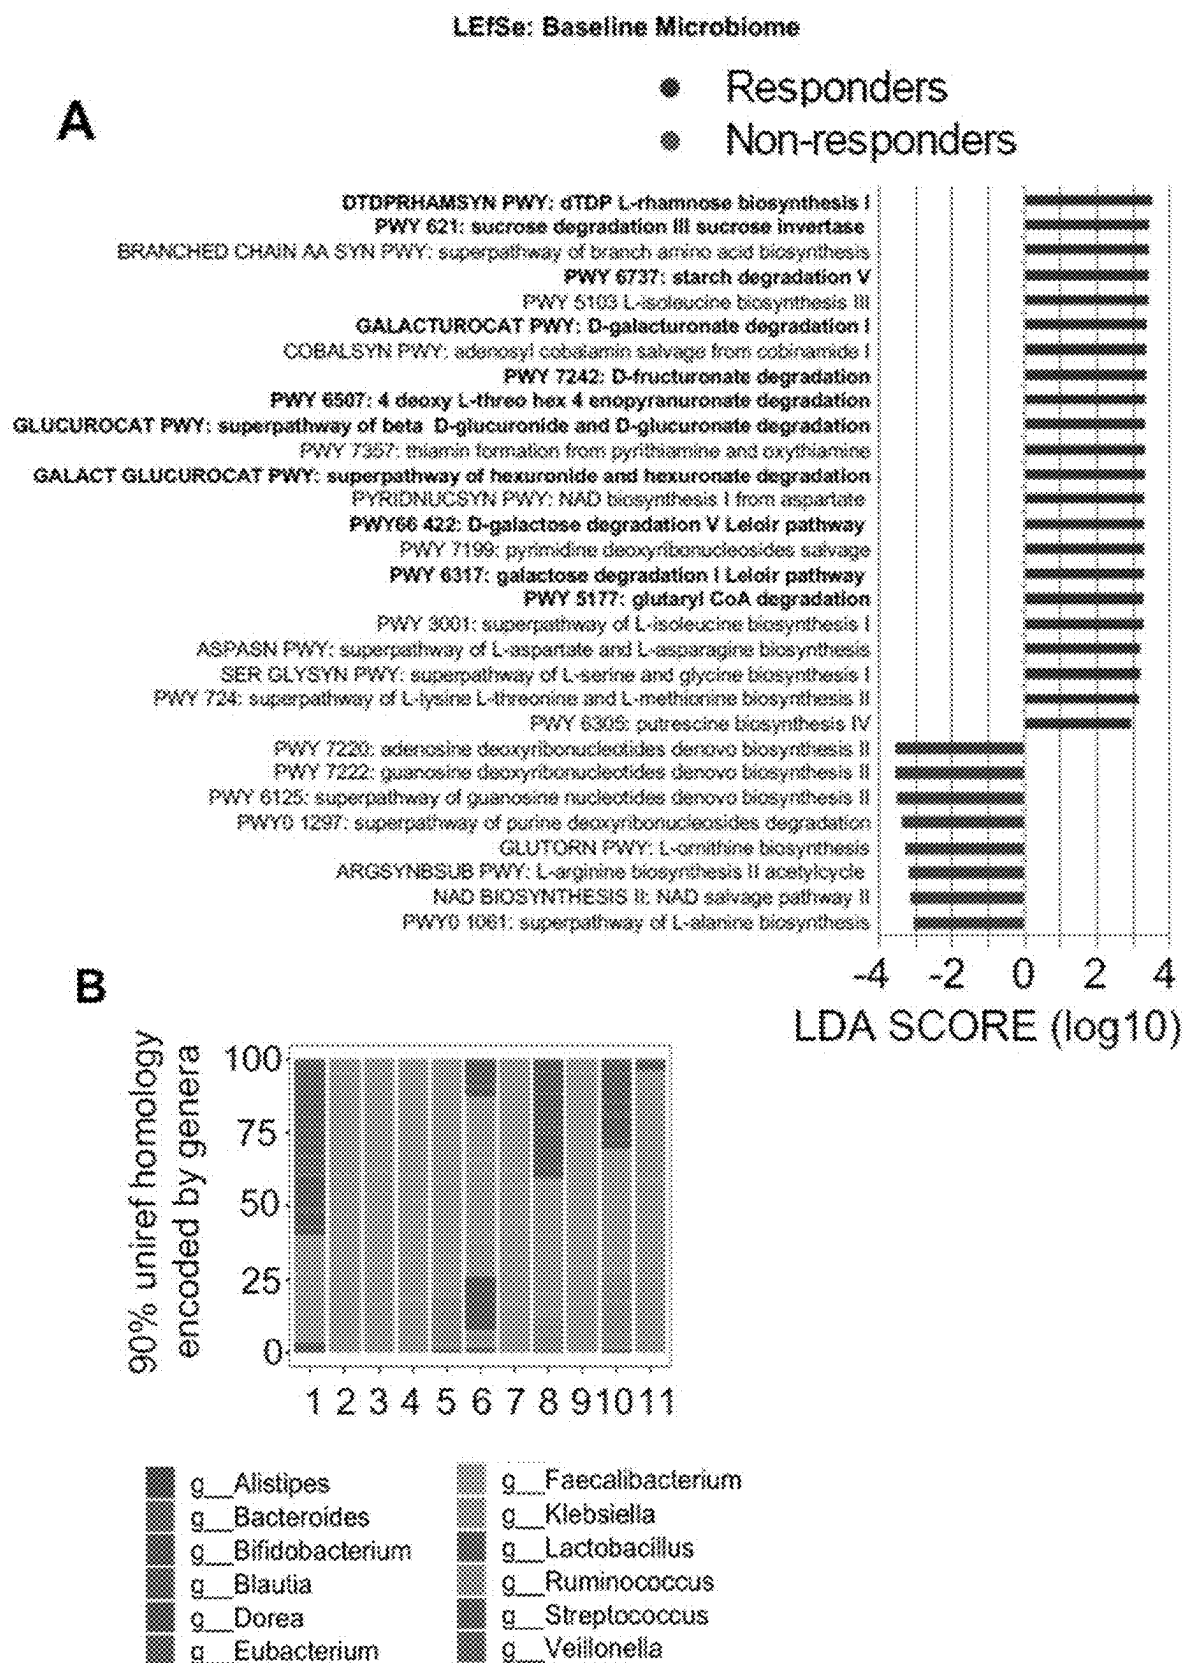 LEfSe: Baseline Microbiome
A
Responders
Non-responders
DTDPRHAMSYN PWY: dTDP L-rhamnose biosynthesis I
PWY 621: sucrose degradation III sucrose invertase
BRANCHED CHAIN AA SYN PWY: superpathway of branch amino acid biosynthesis
PWY 6737: starch degradation V
PWY 5103 L-isoleucine biosynthesis III
GALACTUROCAT PWY: D-galacturonate degradation I
COBALSYN PWY: adenosyl cobalamin salvage from cobinamide I
PWY 7242: D-fructuronate degradation
PWY 6507: 4 deoxy L-threo hex 4 enopyranuronate degradation
GLUCUROCAT PWY: superpathway of beta D-glucuronide and D-glucuronate degradation
PWY 7357: thiamin formation from pyrithiamine and oxythiamine
GALACT GLUCUROCAT PWY: superpathway of hexuronide and hexuronate degradation
PYRIDNUCSYN PWY: NAD biosynthesis I from aspartate
PWY66 422: D-galactose degradation V Leloir pathway
PWY 7199: pyrimidine deoxyribonucleosides salvage
PWY 6317: galactose degradation I Leloir pathway
PWY 5177: glutaryl CoA degradation
PWY 3001: superpathway of L-isoleucine biosynthesis I
ASPASN PWY: superpathway of L-aspartate and L-asparagine biosynthesis
SER GLYSYN PWY: superpathway of L-serine and glycine biosynthesis I
PWY 724: superpathway of L-lysine L-threonine and L-methionine biosynthesis II
PWY 6305: putrescine biosynthesis IV
PWY 7220: adenosine deoxyribonucleotides denovo biosynthesis II
PWY 7222: guanosine deoxyribonucleotides denovo biosynthesis II
PWY 6125: superpathway of guanosine nucleotides denovo biosynthesis II
PWY0 1297: superpathway of purine deoxyribonucleosides degradation
GLUTORN PWY: L-ornithine biosynthesis
ARGSYNBSUB PWY: L-arginine biosynthesis II acetylcycle
NAD BIOSYNTHESIS II: NAD salvage pathway II
PWY0 1061: superpathway of L-alanine biosynthesis
-4 -2 0 2 4
LDA SCORE (log10)
B
90% uniref homology
encoded by genera
100
75
50
25
0
1 2 3 4 5 6 7 8 9 10 11
g__Alistipes
g__Bacteroides
g__Bifidobacterium
g__Blautia
g__Dorea
g__Eubacterium
g__Faecalibacterium
g__Klebsiella
g__Lactobacillus
g__Ruminococcus
g__Streptococcus
g__Veillonella